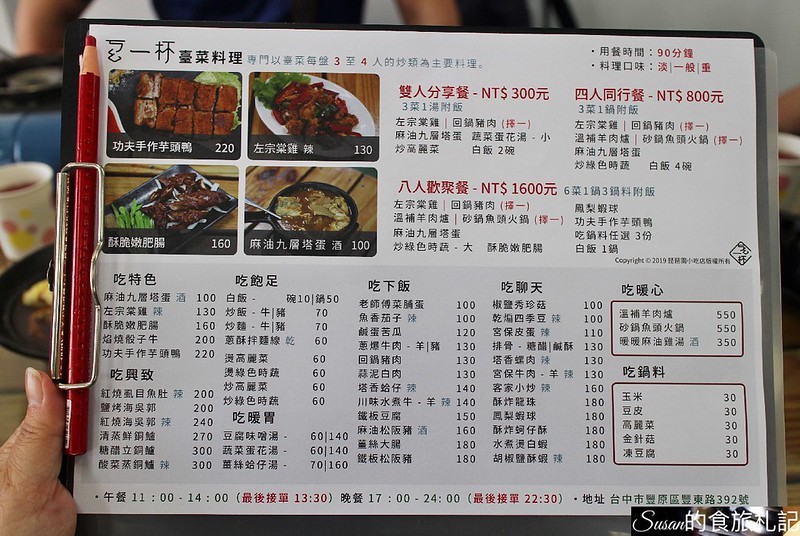 一杯 臺菜料理 專門以臺菜每盤 3 至 4 人的炒類為主要料理。
・用餐時間：90分鐘
・料理口味：淡|一般|重
功夫手作芋頭鴨 220
左宗棠雞 辣 130
酥脆嫩肥腸 160
麻油九層塔蛋 酒 100
雙人分享餐 - NT$ 300元
3菜1湯附飯
左宗棠雞 | 回鍋豬肉 (擇一)
麻油九層塔蛋 蔬菜蛋花湯 - 小
炒高麗菜 白飯 2碗
四人同行餐 - NT$ 800元
3菜1鍋附飯
左宗棠雞 | 回鍋豬肉 (擇一)
溫補羊肉爐 | 砂鍋魚頭火鍋 (擇一)
麻油九層塔蛋
炒綠色時蔬 白飯 4碗
八人歡聚餐 - NT$ 1600元 6菜1鍋3鍋料附飯
左宗棠雞 | 回鍋豬肉 (擇一)
溫補羊肉爐 | 砂鍋魚頭火鍋 (擇一)
麻油九層塔蛋
炒綠色時蔬 - 大 酥脆嫩肥腸
鳳梨蝦球
功夫手作芋頭鴨
吃鍋料任選 3份
白飯 1鍋
Copyright © 2019 琵琶園小吃店版權所有
吃特色
麻油九層塔蛋 酒 100
左宗棠雞 辣 130
酥脆嫩肥腸 160
焰燒骰子牛 200
功夫手作芋頭鴨 220
吃興致
紅燒虱目魚肚 辣 200
鹽烤海吳郭 200
紅燒海吳郭 辣 240
清蒸鮮鱸鱸 270
糖醋立鱸鱸 300
酸菜蒸鱸鱸 辣 300
吃飽足
白飯 - 碗10|鍋50
炒飯 - 牛|豬 70
炒麵 - 牛|豬 70
蔥酥拌麵線 乾 60
燙高麗菜 60
燙綠色時蔬 60
炒高麗菜 60
炒綠色時蔬 60
吃暖胃
豆腐味噌湯 - 60|140
蔬菜蛋花湯 - 60|140
薑絲蛤仔湯 - 70|160
吃下飯
老師傅菜脯蛋 100
魚香茄子 辣 100
鹹蛋苦瓜 120
蔥爆牛肉 - 羊|豬 130
回鍋豬肉 130
蒜泥白肉 130
塔香蛤仔 辣 140
川味水煮牛 - 羊 辣 140
鐵板豆腐 150
麻油松阪豬 酒 160
薑絲大腸 180
鐵板松阪豬 180
吃聊天
椒鹽秀珍菇 100
乾煸四季豆 辣 100
宮保皮蛋 辣 110
排骨 - 糖醋|鹹酥 130
塔香螺肉 辣 130
宮保牛肉 - 羊 辣 130
客家小炒 辣 160
酥炸龍珠 180
鳳梨蝦球 180
酥炸蚵仔酥 180
水煮燙白蝦 180
胡椒鹽酥蝦 辣 180
吃暖心
溫補羊肉爐 550
砂鍋魚頭火鍋 550
暖暖麻油雞湯 酒 350
吃鍋料
玉米 30
豆皮 30
高麗菜 30
金針菇 30
凍豆腐 30
・午餐 11：00 - 14：00（最後接單 13:30）晚餐 17：00 - 24:00（最後接單 22:30）・地址 台中市豐原區豐東路392號
Susan的食旅札記